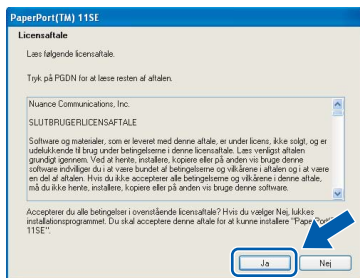 PaperPort(TM) 11SE
Licensaftale
Læs følgende licensaftale.
Tryk på PGDN for at læse resten af aftalen.
Nuance Communications, Inc.
SLUTBRUGERLICENSAFTALE
Software og materialer, som er leveret med denne aftale, er under licens, ikke solgt, og er
udelukkende til brug under betingelserne i denne licensaftale. Læs venligst aftalen
grundigt igennem. Ved at hente, installere, kopiere eller på anden vis bruge denne
software indvilliger du i at være bundet af betingelserne og vilkårene i aftalen og i at være
en del af aftalen. Hvis du ikke accepterer alle betingelserne og vilkårene i denne aftale,
må du ikke hente, installere, kopiere eller på anden vis bruge denne software.
Accepterer du alle betingelser i ovenstående licensaftale? Hvis du vælger Nej, lukkes
installationsprogrammet. Du skal acceptere denne aftale for at kunne installere "PaperPort(TM)
11SE".
Ja
Nej